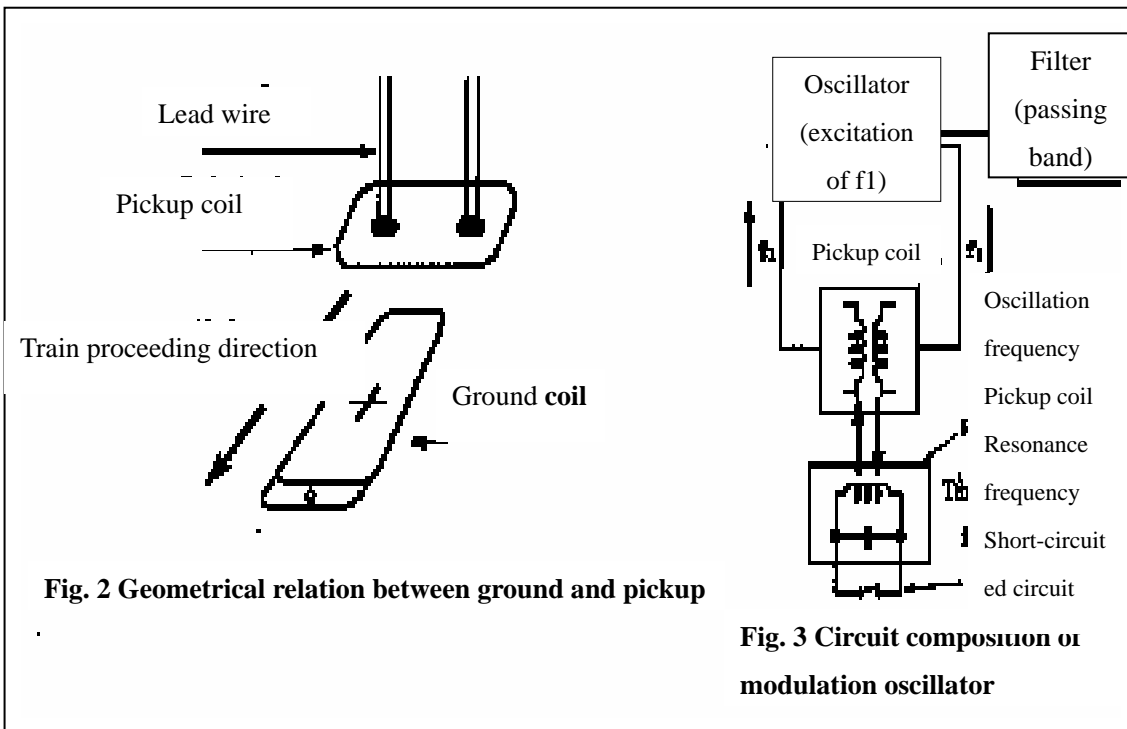 Lead wire
Pickup coil
Train proceeding direction
Ground coil
Fig. 2 Geometrical relation between ground and pickup
Oscillator
(excitation
of f1)
Filter
(passing
band)
Pickup coil
Oscillation
frequency
Pickup coil
Resonance
frequency
Short-circuit
ed circuit
Fig. 3 Circuit composition of
modulation oscillator